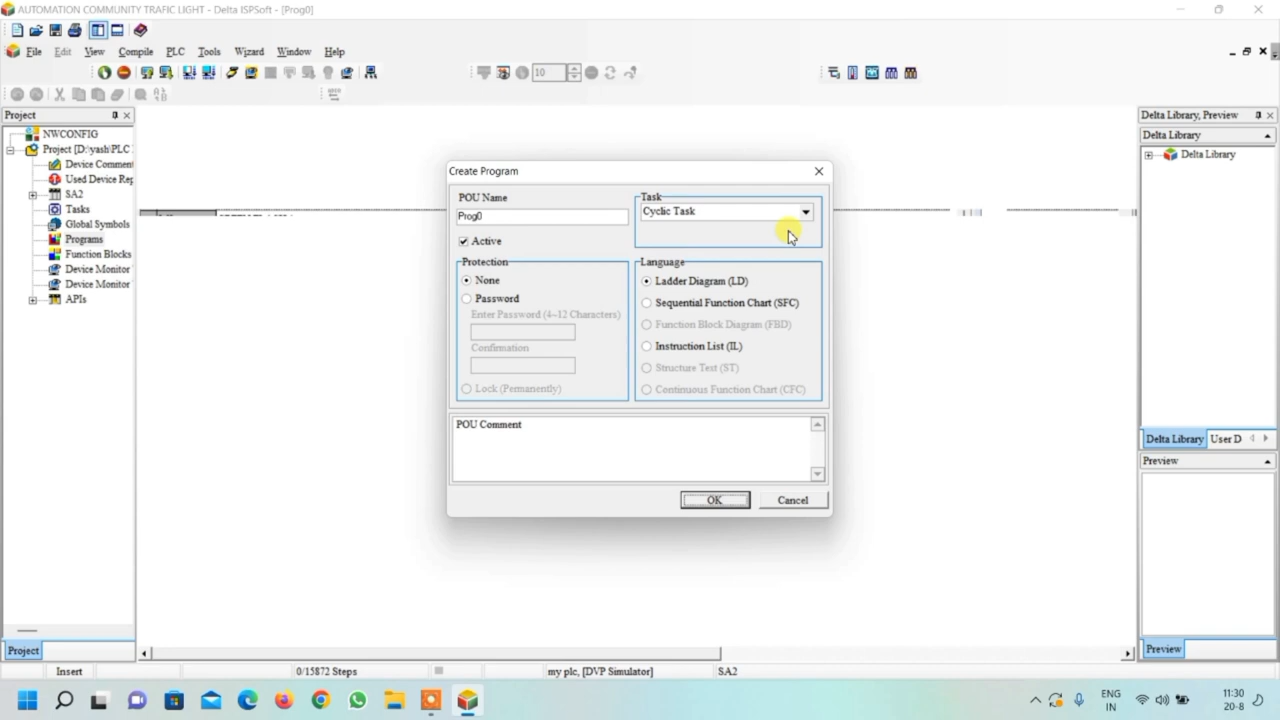 AUTOMATION COMMUNITY TRAFIC LIGHT - Delta ISPSoft - [Prog0]
File Edit View Compile PLC Tools Wizard Window Help
10
Project
NWCONFIG
Project [D:\yash\PLC
Device Comment
Used Device Rep
SA2
Tasks
Global Symbols
Programs
Function Blocks
Device Monitor
Device Monitor
APIs
Project
Create Program
POU Name
Prog0
Active
Protection
None
Password
Enter Password (4~12 Characters)
Confirmation
Lock (Permanently)
Task
Cyclic Task
Language
Ladder Diagram (LD)
Sequential Function Chart (SFC)
Function Block Diagram (FBD)
Instruction List (IL)
Structure Test (ST)
Continuous Function Chart (CFC)
POU Comment
OK Cancel
Delta Library, Preview
Delta Library
Delta Library
Delta Library User D
Preview
Preview
Insert 0/15872 Steps my plc, [DVP Simulator] SA2
ENG
IN
11:30
20-8